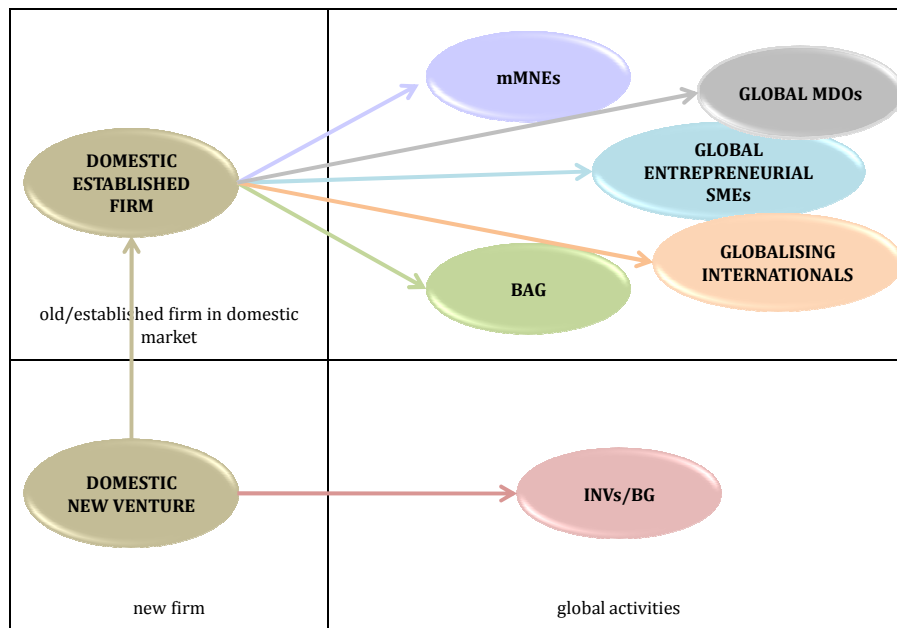 mMNEs
GLOBAL MDOs
DOMESTIC
ESTABLISHED
FIRM
GLOBAL
ENTREPRENEURIAL
SMEs
GLOBALISING
INTERNATIONALS
BAG
old/established firm in domestic
market
DOMESTIC
NEW VENTURE
INVs/BG
new firm
global activities